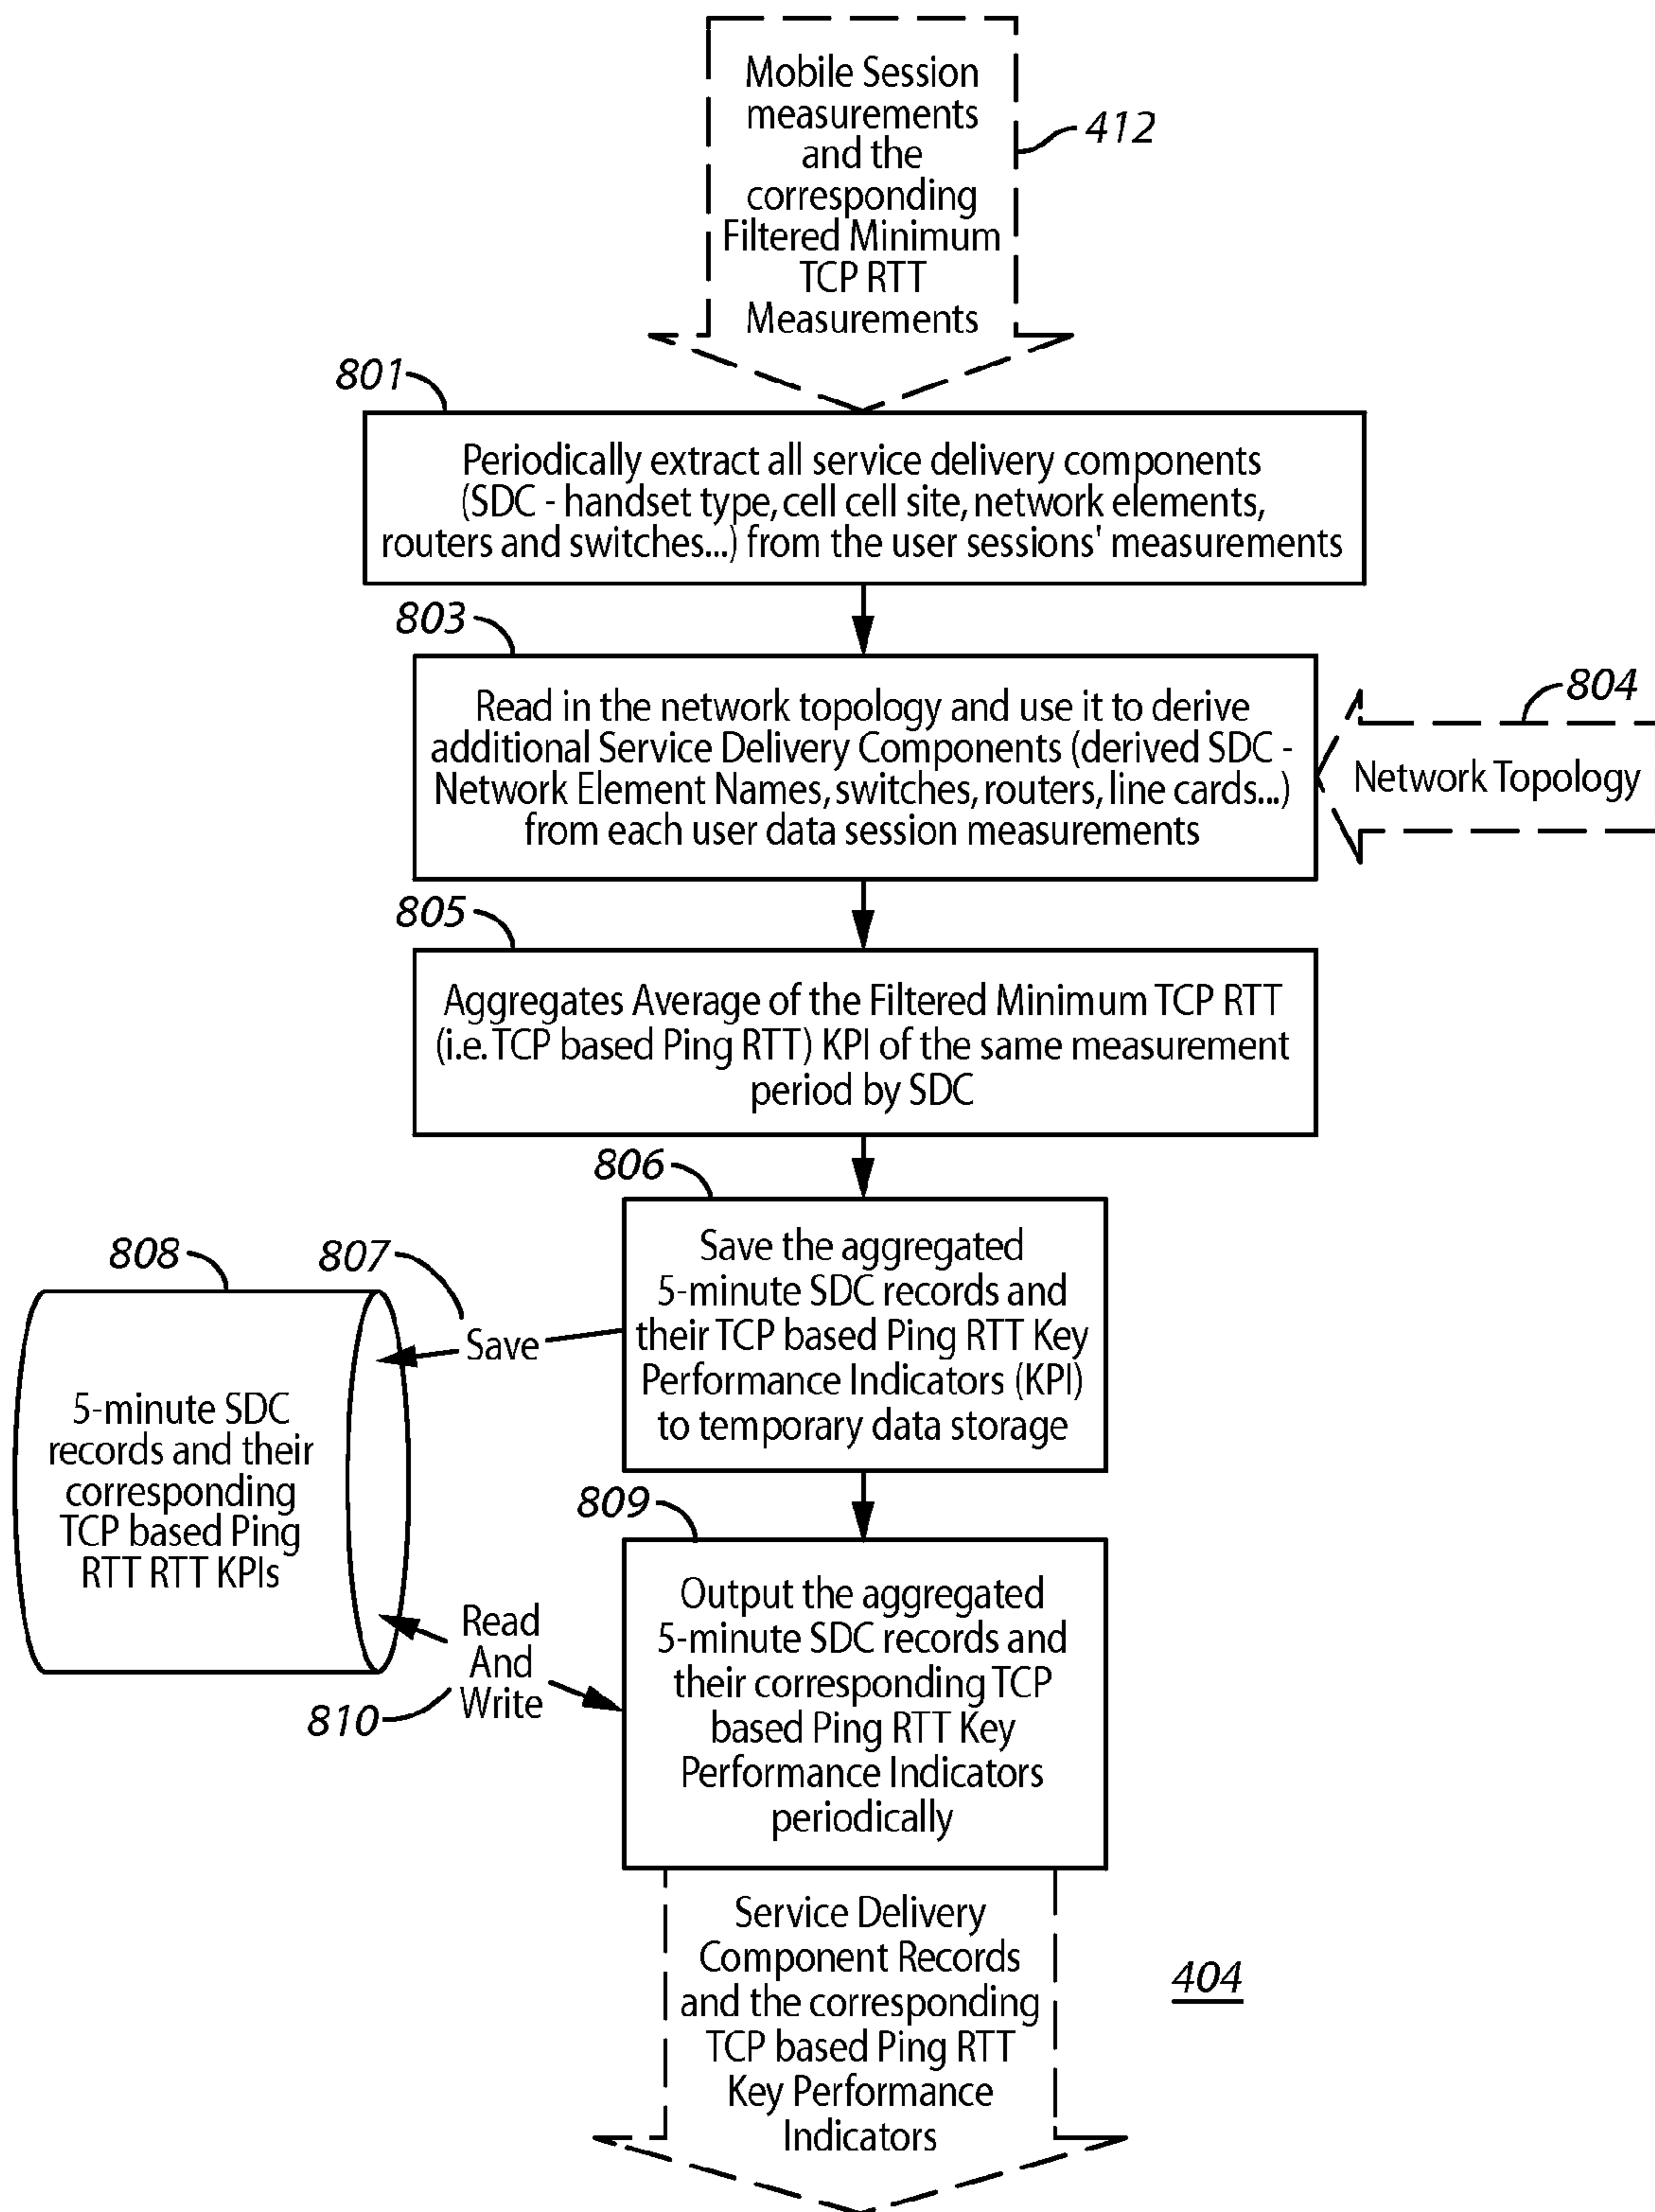 Mobile Session
measurements
and the
corresponding
Filtered Minimum
TCP RTT
Measurements
412
801
Periodically extract all service delivery components
(SDC - handset type, cell cell site, network elements,
routers and switches...) from the user sessions' measurements
803
Read in the network topology and use it to derive
additional Service Delivery Components (derived SDC -
Network Element Names, switches, routers, line cards...)
from each user data session measurements
804
Network Topology
805
Aggregates Average of the Filtered Minimum TCP RTT
(i.e. TCP based Ping RTT) KPI of the same measurement
period by SDC
806
Save the aggregated
5-minute SDC records and
their TCP based Ping RTT Key
Performance Indicators (KPI)
to temporary data storage
807
Save
808
5-minute SDC
records and their
corresponding
TCP based Ping
RTT RTT KPIs
809
Output the aggregated
5-minute SDC records and
their corresponding TCP
based Ping RTT Key
Performance Indicators
periodically
Read
And
Write
810
Service Delivery
Component Records
and the corresponding
TCP based Ping RTT
Key Performance
Indicators
404